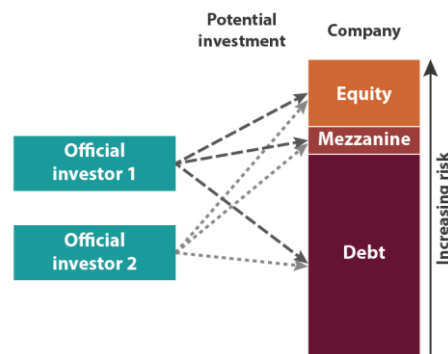 Potential
investment
Company
Equity
Mezzanine
Debt
Official
investor 1
Official
investor 2
Increasing risk